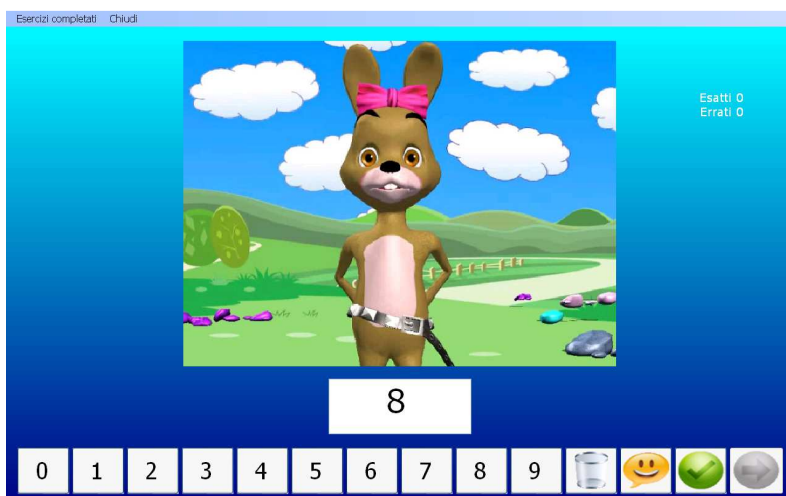 Esercizi completati Chiudi
Esatti 0
Errati 0
8
0 1 2 3 4 5 6 7 8 9